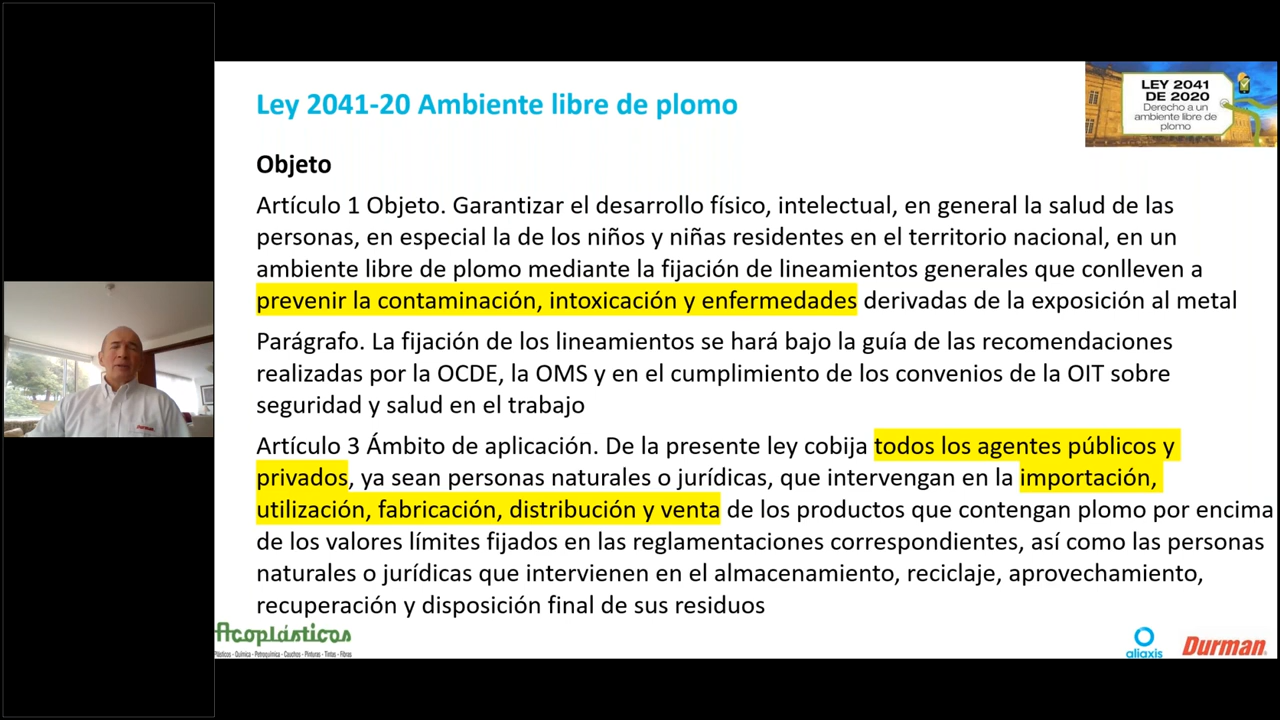 Ley 2041-20 Ambiente libre de plomo
LEY 2041
DE 2020
Derecho a un
ambiente libre de
plomo
Objeto
Artículo 1 Objeto. Garantizar el desarrollo físico, intelectual, en general la salud de las
personas, en especial la de los niños y niñas residentes en el territorio nacional, en un
ambiente libre de plomo mediante la fijación de lineamientos generales que conlleven a
prevenir la contaminación, intoxicación y enfermedades derivadas de la exposición al metal
Parágrafo. La fijación de los lineamientos se hará bajo la guía de las recomendaciones
realizadas por la OCDE, la OMS y en el cumplimiento de los convenios de la OIT sobre
seguridad y salud en el trabajo
Artículo 3 Ámbito de aplicación. De la presente ley cobija todos los agentes públicos y
privados, ya sean personas naturales o jurídicas, que intervengan en la importación,
utilización, fabricación, distribución y venta de los productos que contengan plomo por encima
de los valores límites fijados en las reglamentaciones correspondientes, así como las personas
naturales o jurídicas que intervienen en el almacenamiento, reciclaje, aprovechamiento,
recuperación y disposición final de sus residuos
Durman
Acoplásticos
Plásticos - Química - Petroquímica - Cauchos - Pinturas - Tintas - Fibras
aliaxis
Durman